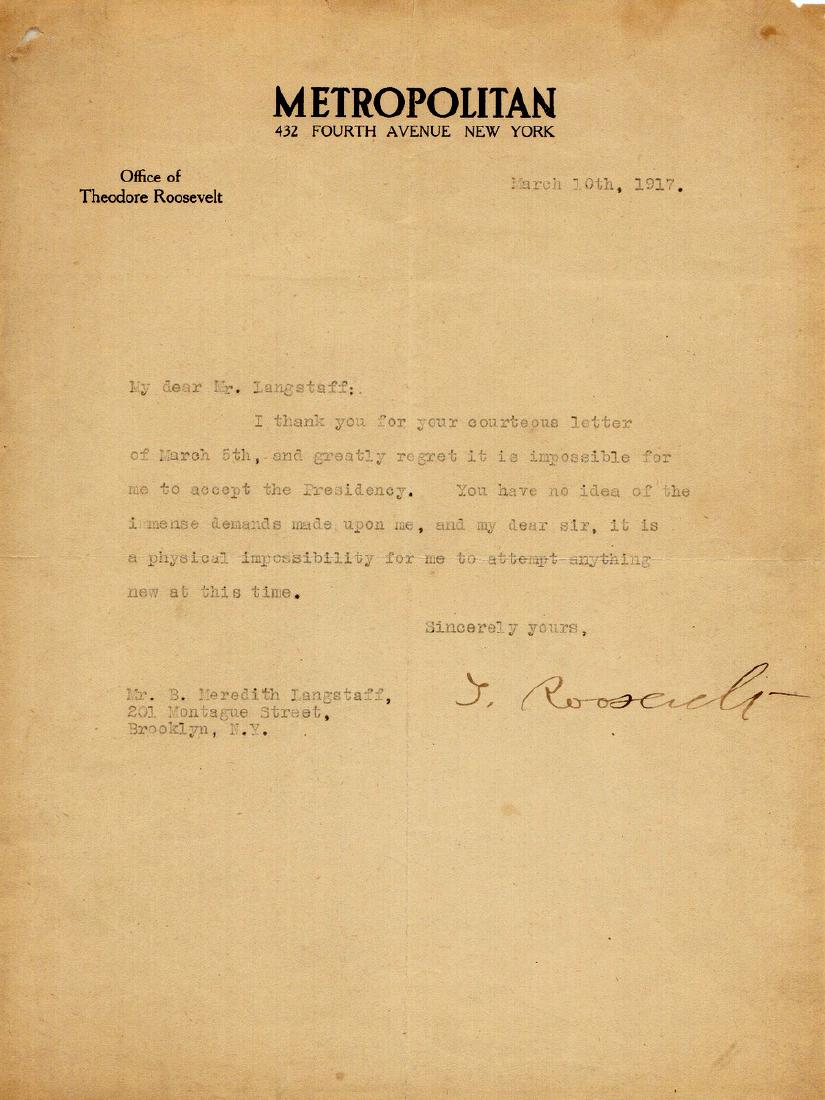 METROPOLITAN
432 FOURTH AVENUE NEW YORK
Office of
Theodore Roosevelt
March 10th, 1917.
My dear Mr. Langstaff:
I thank you for your courteous letter
of March 5th, and greatly regret it is impossible for
me to accept the Presidency. You have no idea of the
immense demands made upon me, and my dear sir, it is
a physical impossibility for me to attempt anything
new at this time.
Sincerely yours,
T. Roosevelt
Mr. B. Meredith Langstaff,
201 Montague Street,
Brooklyn, N.Y.